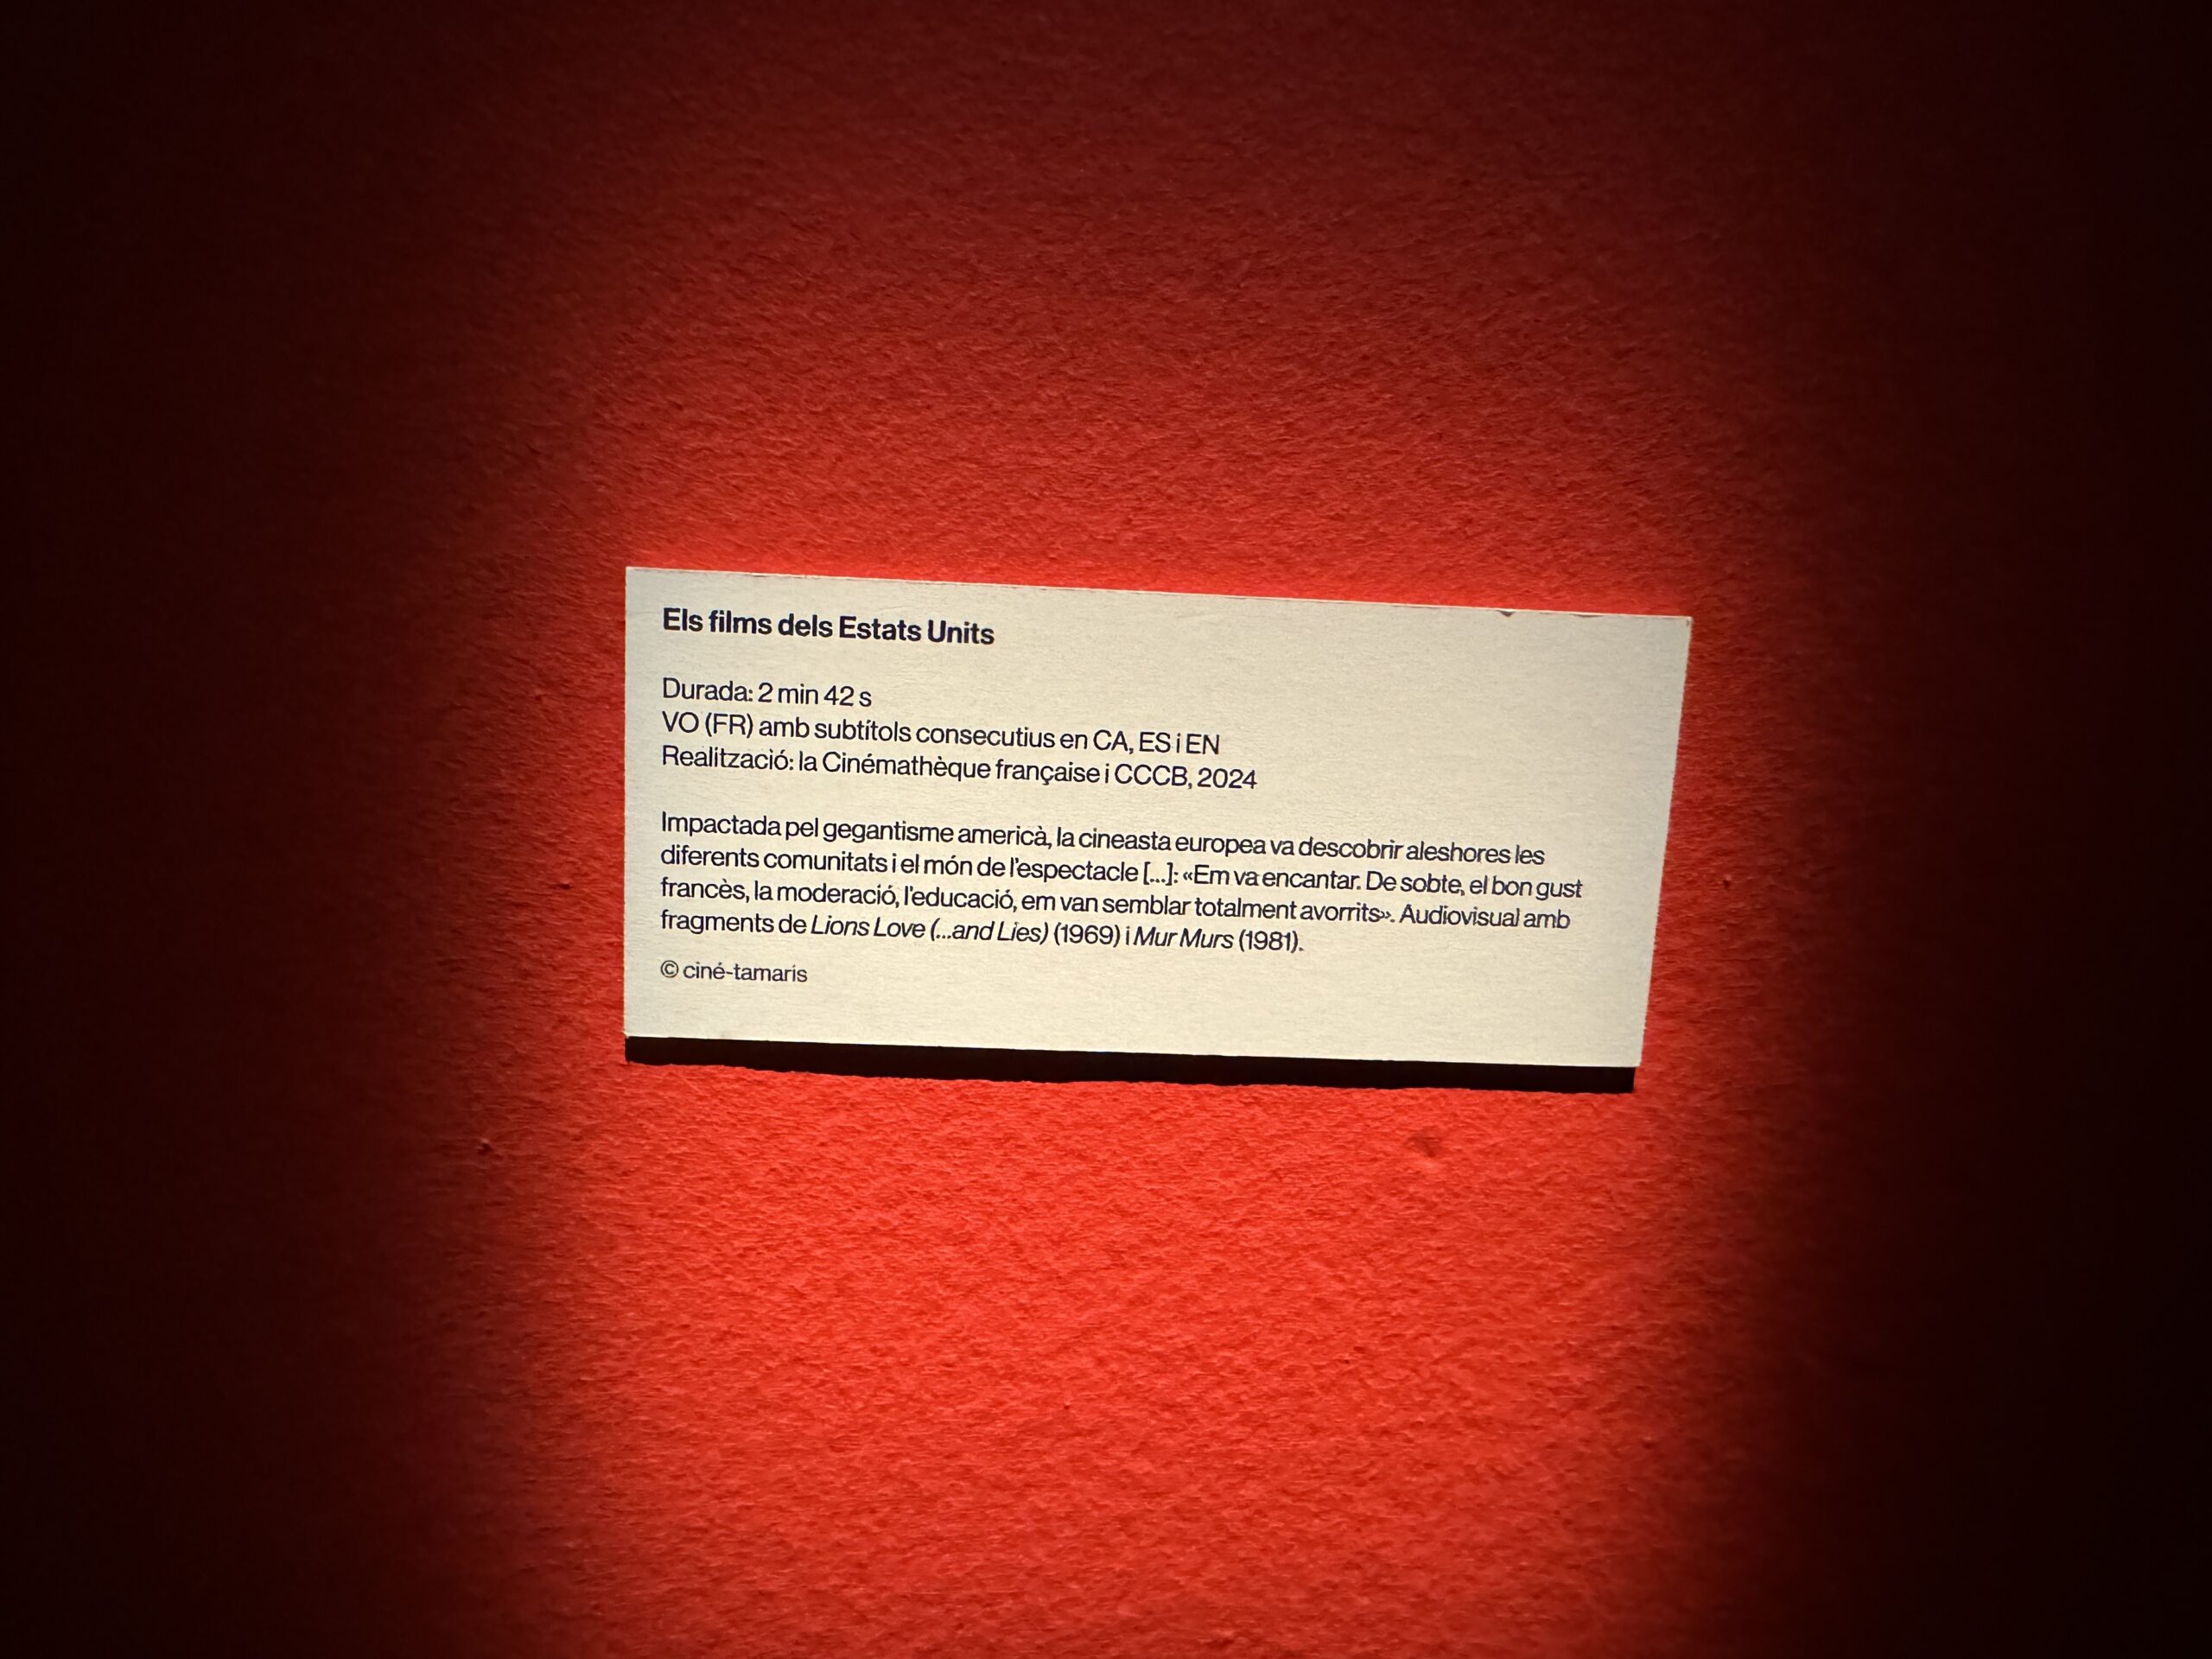 Els films dels Estats Units
Durada: 2 min 42 s
VO (FR) amb subtítols consecutius en CA, ES i EN
Realització: la Cinémathèque française i CCCB, 2024
Impactada pel gegantisme americà, la cineasta europea va descobrir aleshores les
diferents comunitats i el món de l'espectacle [...]: «Em va encantar. De sobte, el bon gust
francès, la moderació, l'educació, em van semblar totalment avorrits». Audiovisual amb
fragments de Lions Love (...and Lies) (1969) i Mur Murs (1981).
© ciné-tamaris